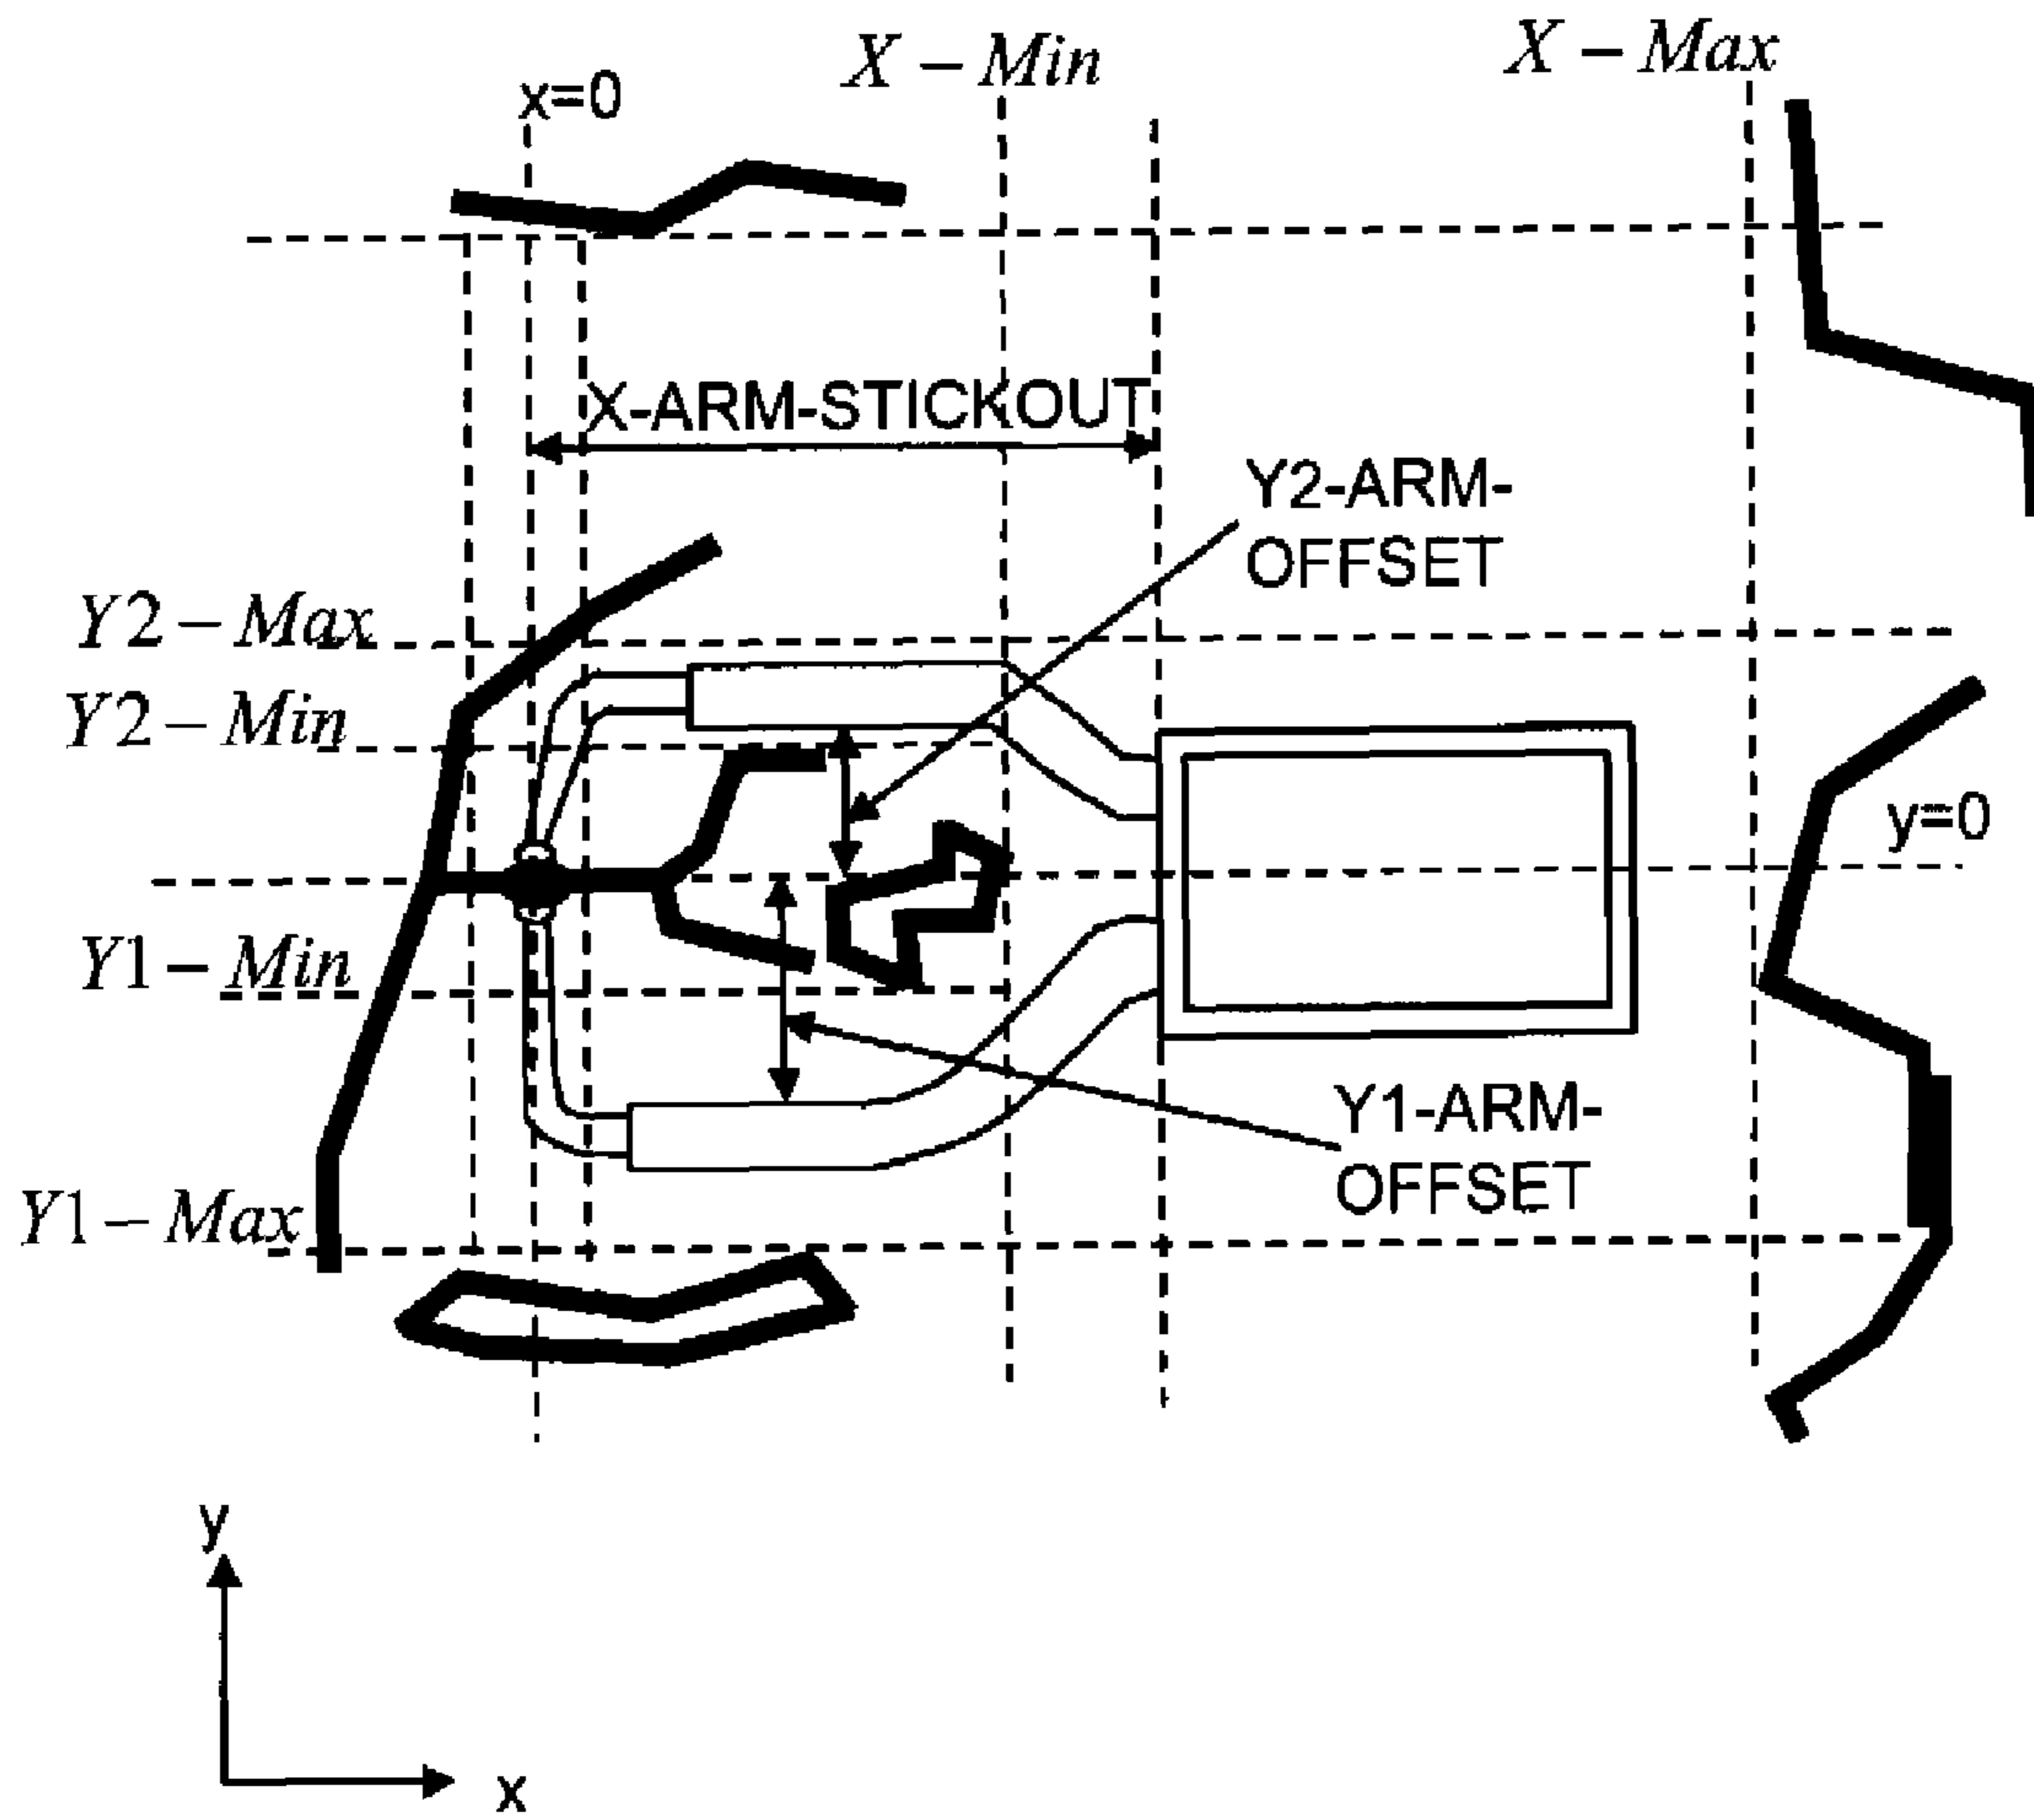 X – Min
X – Max
x=0
X-ARM-STICKOUT
Y2-ARM-
OFFSET
Y2 – Max
Y2 – Min
y=0
Y1 – Min
Y1-ARM-
OFFSET
Y1 – Max
y
x